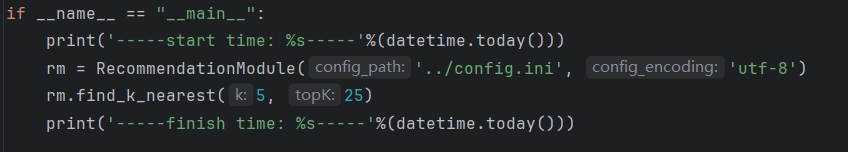 if __name__ == "__main__":
    print('-----start time: %s-----'%(datetime.today()))
    rm = RecommendationModule( config_path: '../config.ini', config_encoding: 'utf-8')
    rm.find_k_nearest( k: 5, topK: 25)
    print('-----finish time: %s-----'%(datetime.today()))